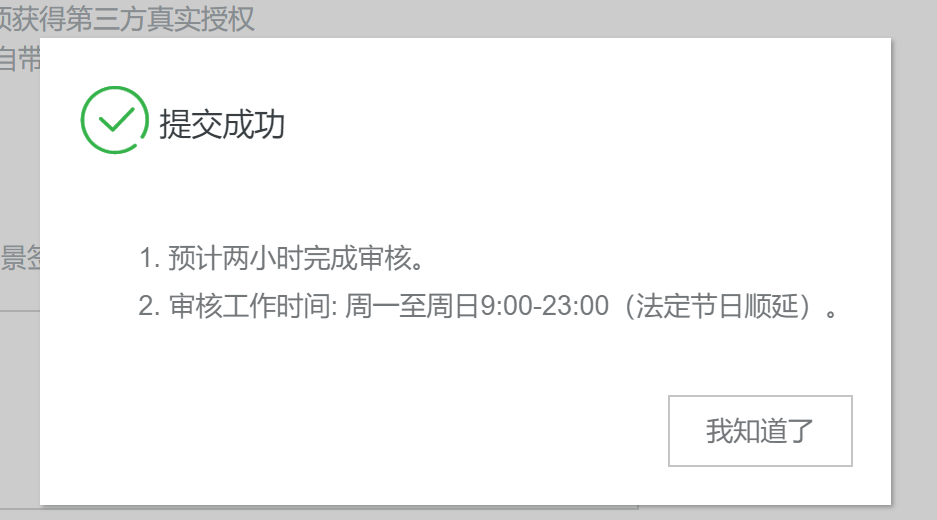 须获得第三方真实授权
自带
提交成功
景签
1. 预计两小时完成审核。
2. 审核工作时间: 周一至周日9:00-23:00（法定节日顺延）。
我知道了